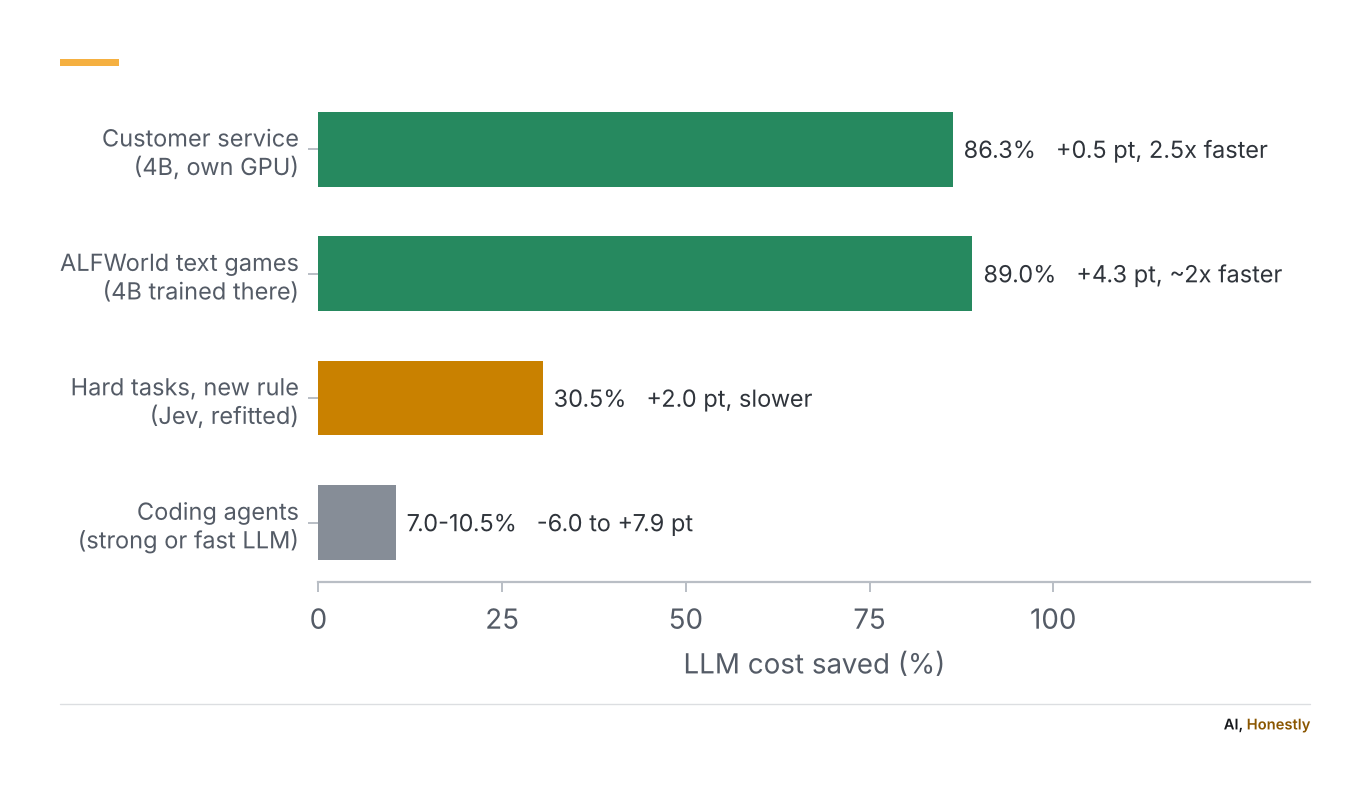 Customer service
(4B, own GPU)
86.3% +0.5 pt, 2.5x faster
ALFWorld text games
(4B trained there)
89.0% +4.3 pt, ~2x faster
Hard tasks, new rule
(Jev, refitted)
30.5% +2.0 pt, slower
Coding agents
(strong or fast LLM)
7.0-10.5% -6.0 to +7.9 pt
0 25 50 75 100
LLM cost saved (%)
AI, Honestly